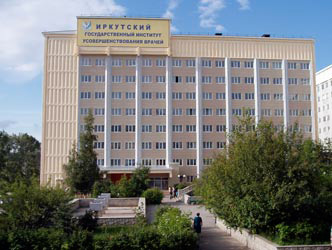 ИРКУТСКИЙ
ГОСУДАРСТВЕННЫЙ ИНСТИТУТ
УСОВЕРШЕНСТВОВАНИЯ ВРАЧЕЙ